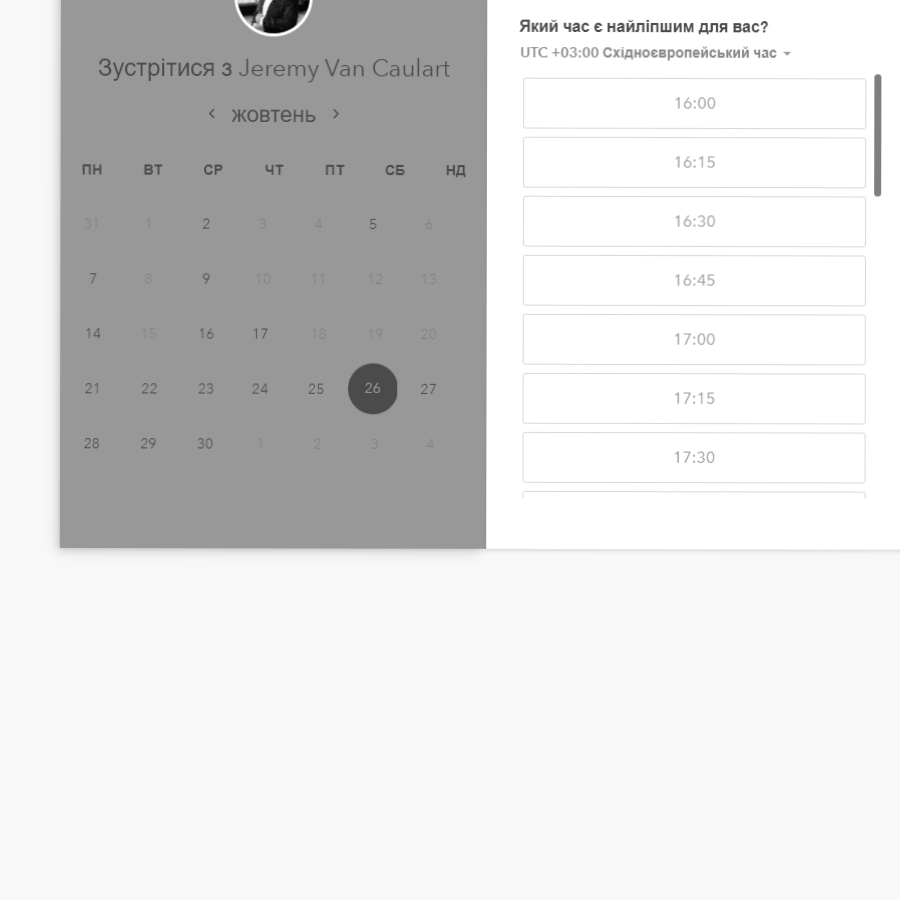 Зустрітися з Jeremy Van Caulart
жовтень
ПН ВТ СР ЧТ ПТ СБ НД
31 1 2 3 4 5 6
7 8 9 10 11 12 13
14 15 16 17 18 19 20
21 22 23 24 25 26 27
28 29 30 1 2 3 4
Який час є найліпшим для вас?
UTC +03:00 Східноєвропейський час
16:00
16:15
16:30
16:45
17:00
17:15
17:30